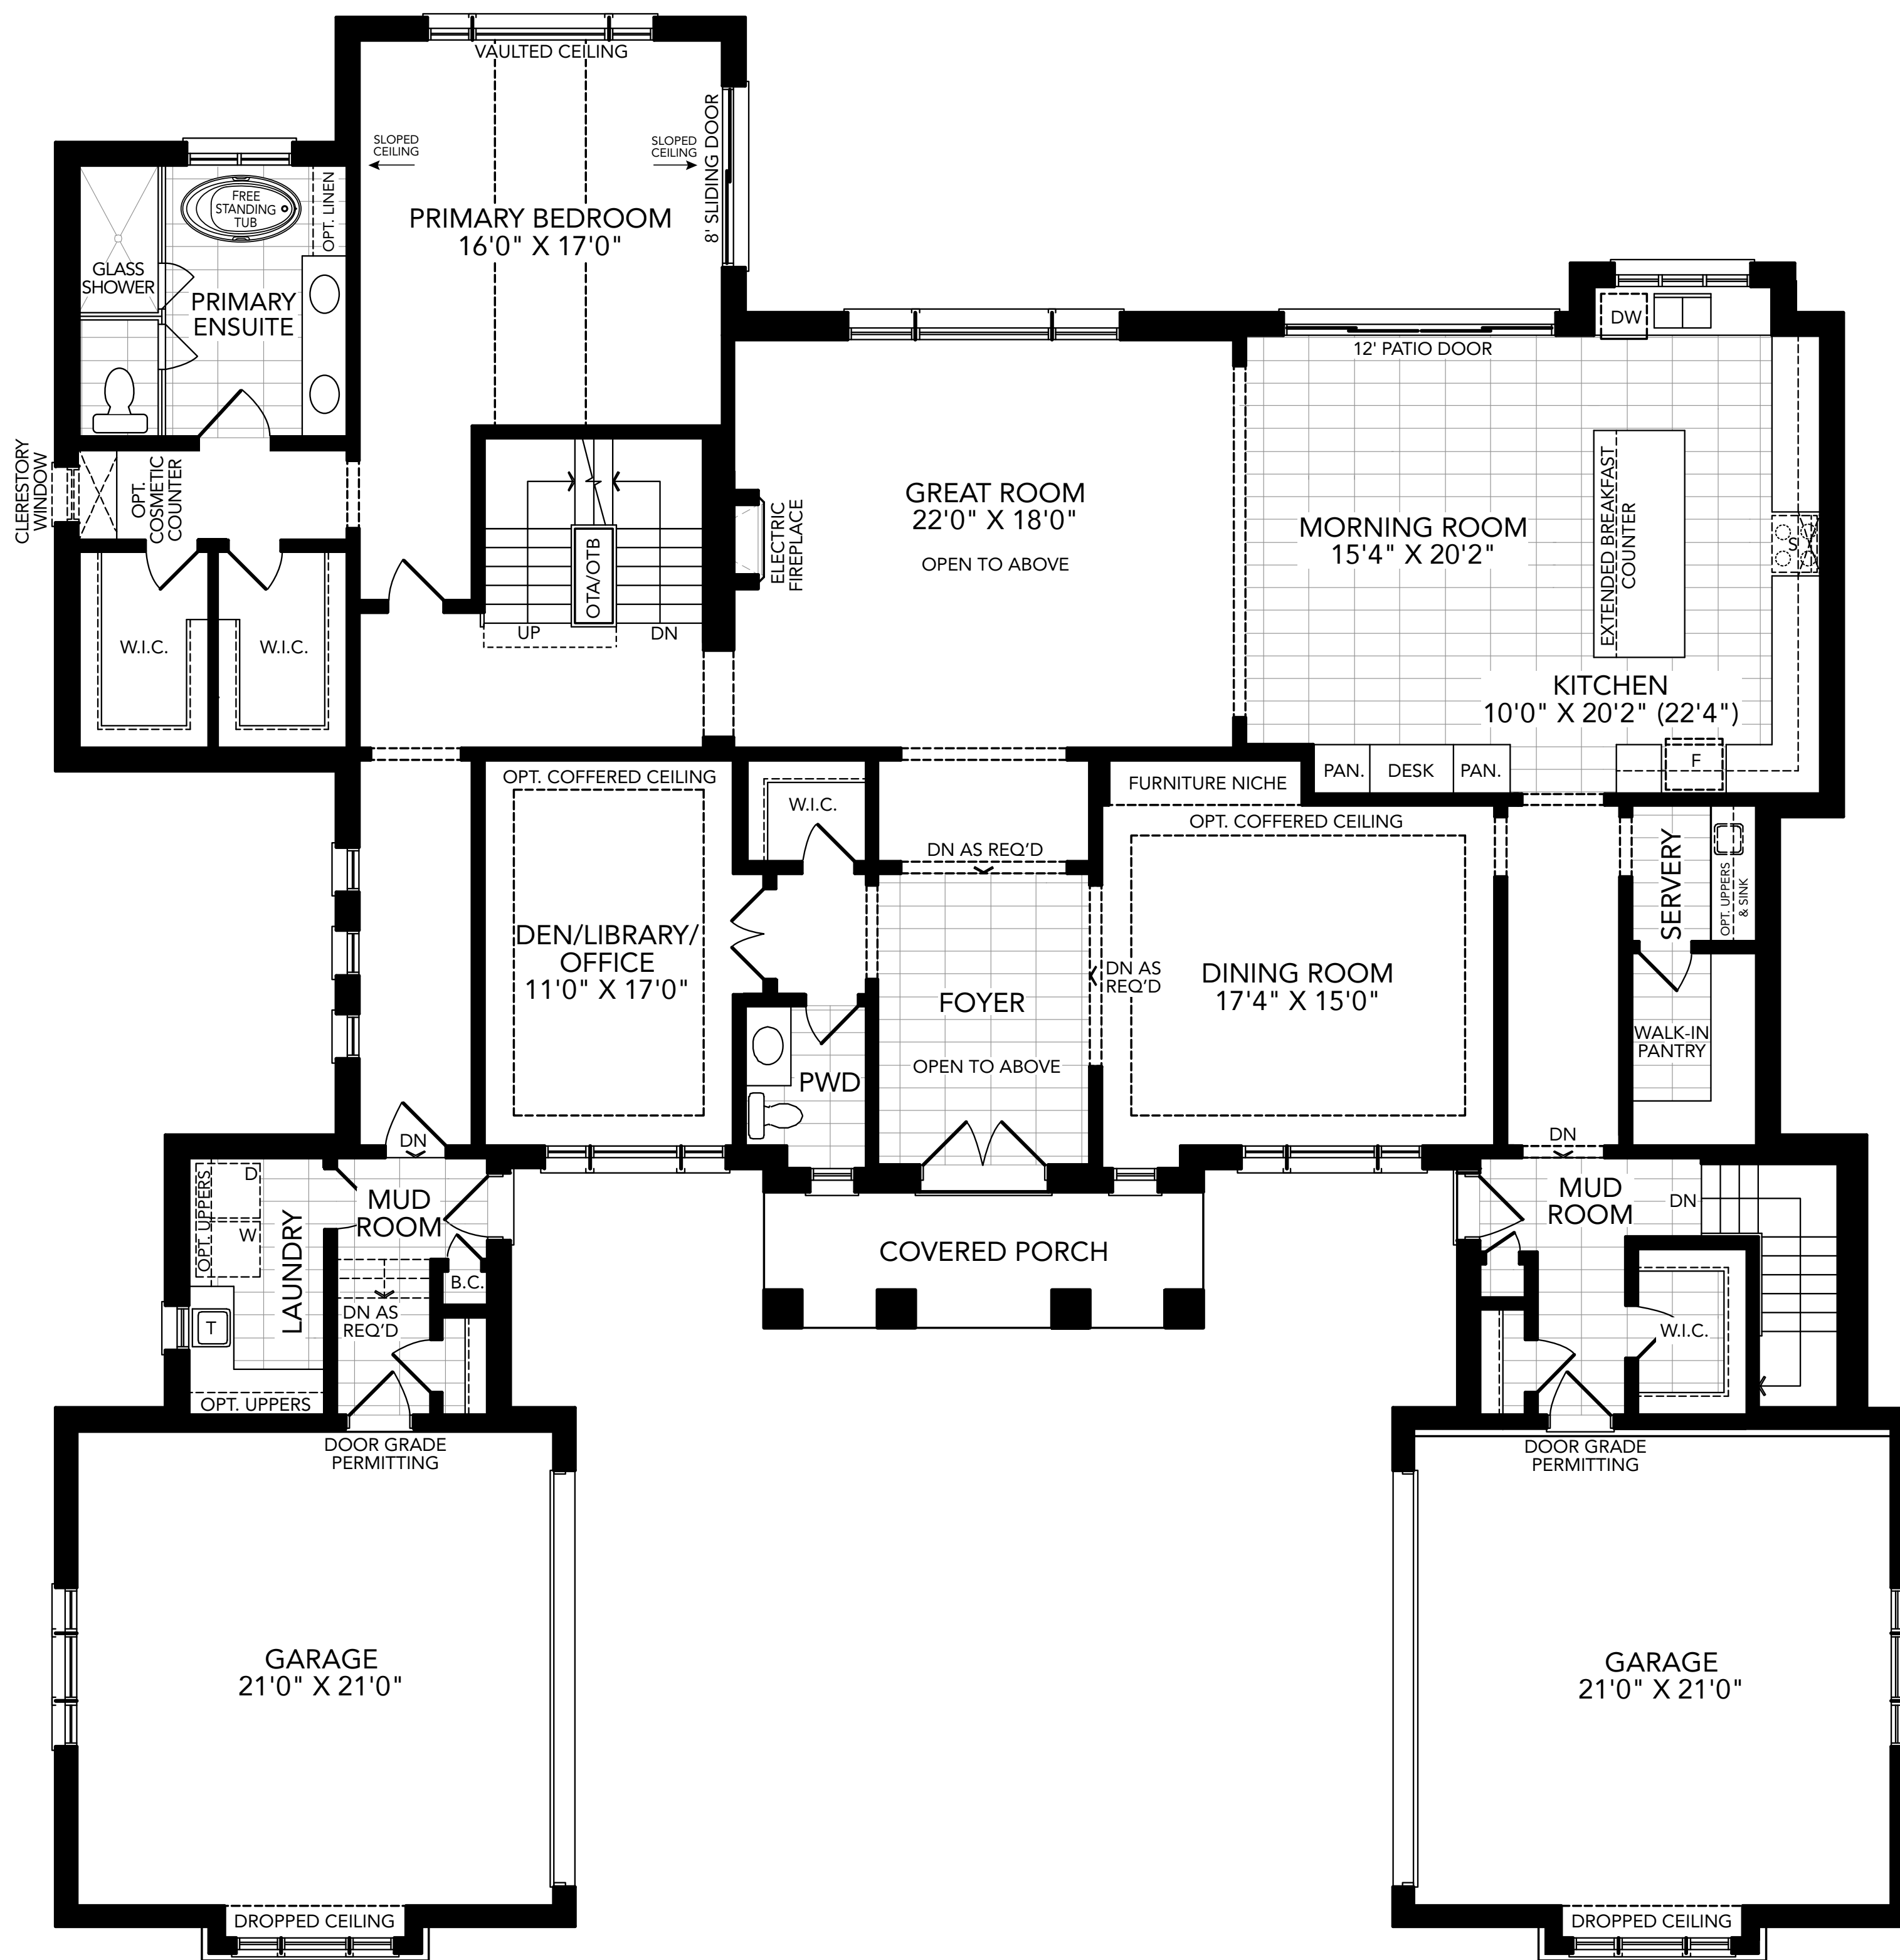 VAULTED CEILING
SLOPED
CEILING
SLOPED
CEILING
8' SLIDING DOOR
PRIMARY BEDROOM
16'0" X 17'0"
FREE
STANDING
TUB
OPT. LINEN
GLASS
SHOWER
PRIMARY
ENSUITE
DW
12' PATIO DOOR
CLERESTORY
WINDOW
OPT.
COSMETIC
COUNTER
GREAT ROOM
22'0" X 18'0"
OPEN TO ABOVE
ELECTRIC
FIREPLACE
MORNING ROOM
15'4" X 20'2"
EXTENDED BREAKFAST
COUNTER
S
OTA/OTB
UP
DN
W.I.C.
W.I.C.
KITCHEN
10'0" X 20'2" (22'4")
PAN.
DESK
PAN.
F
OPT. COFFERED CEILING
W.I.C.
FURNITURE NICHE
OPT. COFFERED CEILING
DN AS REQ'D
SERVERY
OPT. UPPERS
& SINK
DEN/LIBRARY/
OFFICE
11'0" X 17'0"
FOYER
OPEN TO ABOVE
DN AS
REQ'D
DINING ROOM
17'4" X 15'0"
WALK-IN
PANTRY
PWD
DN
DN
OPT. UPPERS
D
W
LAUNDRY
MUD
ROOM
B.C.
DN AS
REQ'D
T
OPT. UPPERS
COVERED PORCH
MUD
ROOM
DN
W.I.C.
DOOR GRADE
PERMITTING
DOOR GRADE
PERMITTING
GARAGE
21'0" X 21'0"
GARAGE
21'0" X 21'0"
DROPPED CEILING
DROPPED CEILING